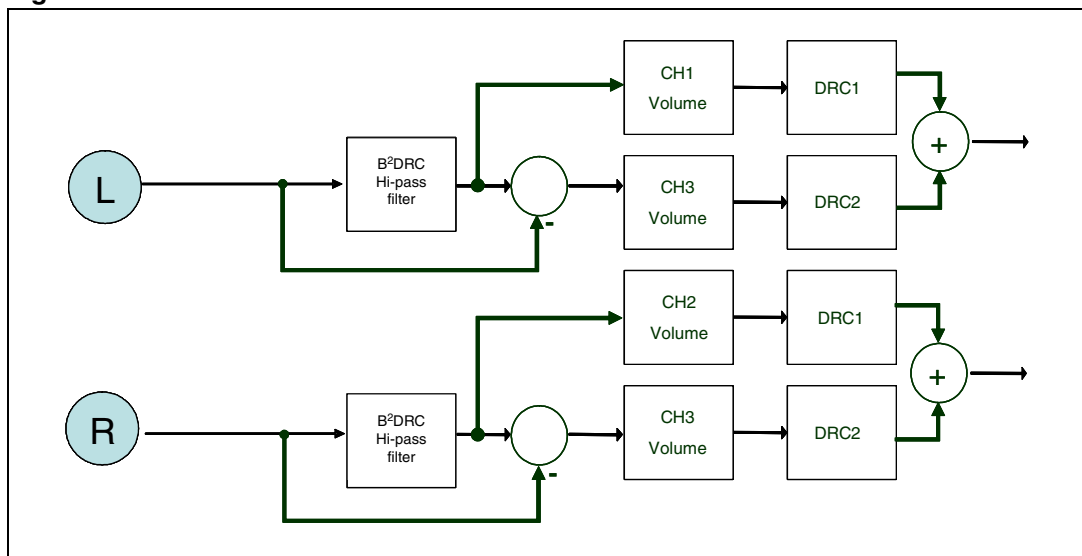 L
B²DRC
Hi-pass
filter
-
CH1
Volume
DRC1
CH3
Volume
DRC2
+
R
B²DRC
Hi-pass
filter
-
CH2
Volume
DRC1
CH3
Volume
DRC2
+